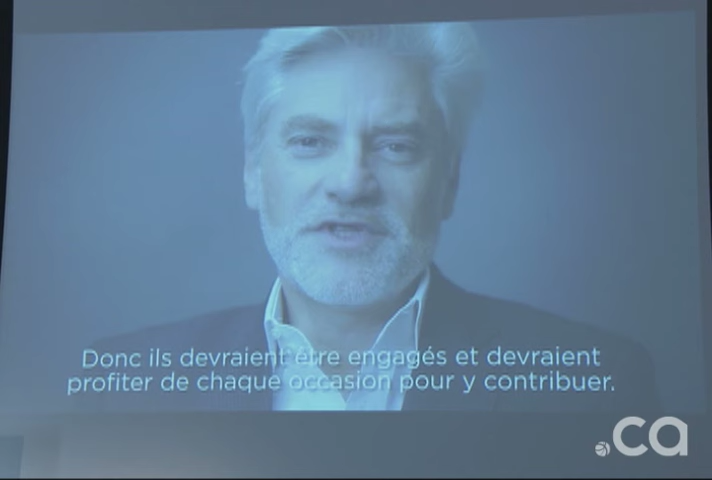 Donc ils devraient être engagés et devraient
profiter de chaque occasion pour y contribuer.
.ca